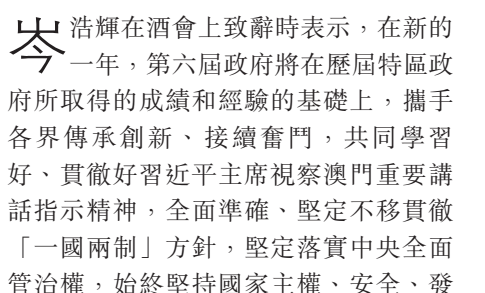 岑浩輝在酒會上致辭時表示，在新的
一年，第六屆政府將在歷屆特區政
府所取得的成績和經驗的基礎上，攜手
各界傳承創新、接續奮鬥，共同學習
好、貫徹好習近平主席視察澳門重要講
話指示精神，全面準確、堅定不移貫徹
「一國兩制」方針，堅定落實中央全面
管治權，始終堅持國家主權、安全、發